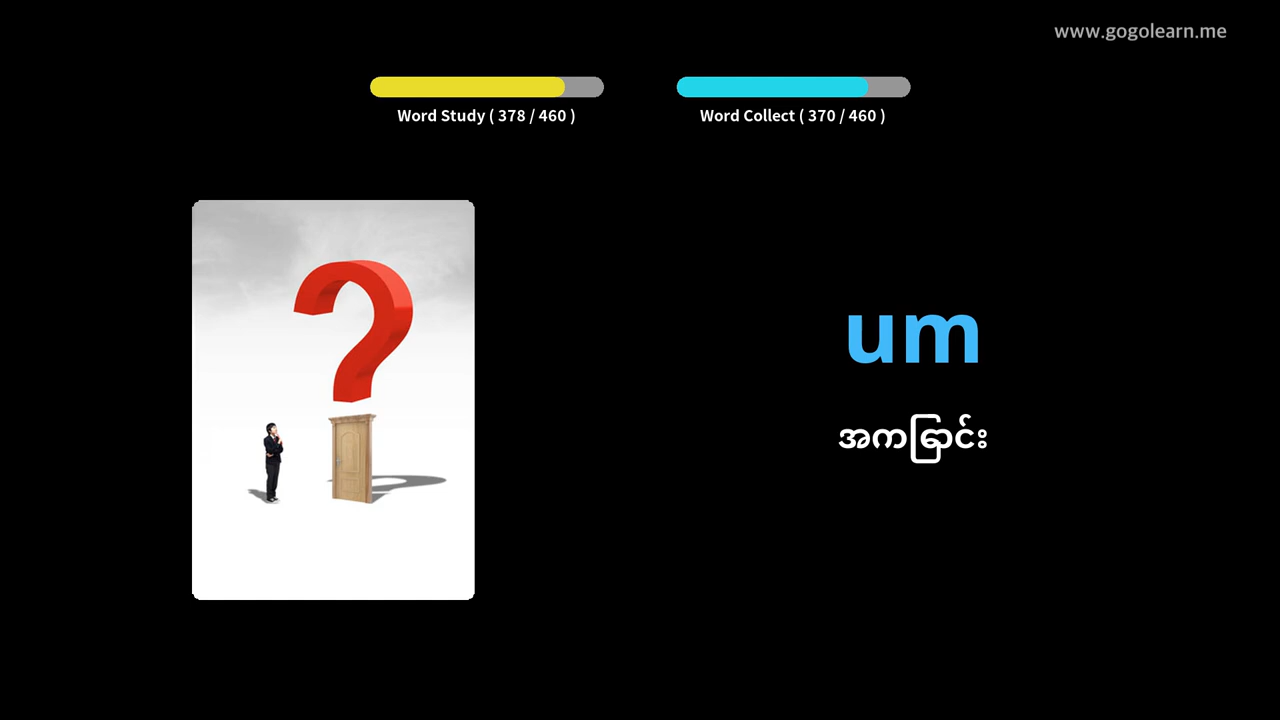 www.gogolearn.me
Word Study ( 378 / 460 )
Word Collect ( 370 / 460 )
um
အကခြာင်း